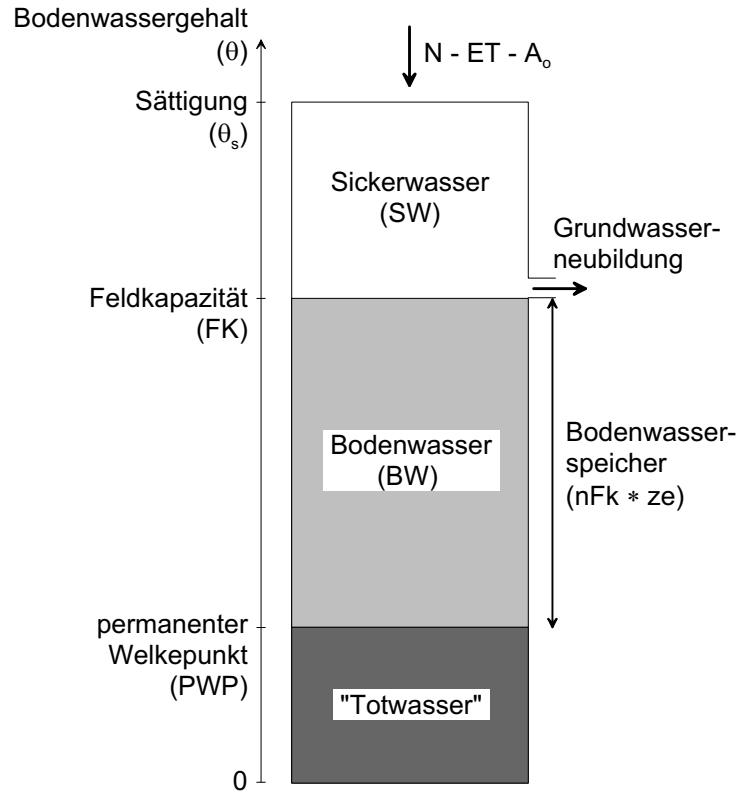 Bodenwassergehalt
(θ)
N - ET - Aₒ
Sättigung
(θₛ)
Sickerwasser
(SW)
Grundwasser-
neubildung
Feldkapazität
(FK)
Bodenwasser
(BW)
Bodenwasser-
speicher
(nFk * ze)
permanenter
Welkepunkt
(PWP)
"Totwasser"
0